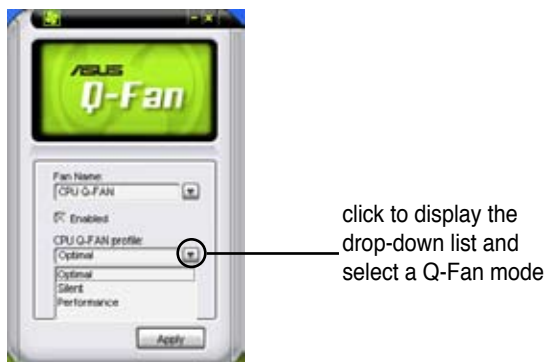 ASUS
Q-Fan
Fan Name:
CPU Q-FAN
Enabled
CPU Q-FAN profile:
Optimal
Optimal
Silent
Performance
Apply
click to display the
drop-down list and
select a Q-Fan mode